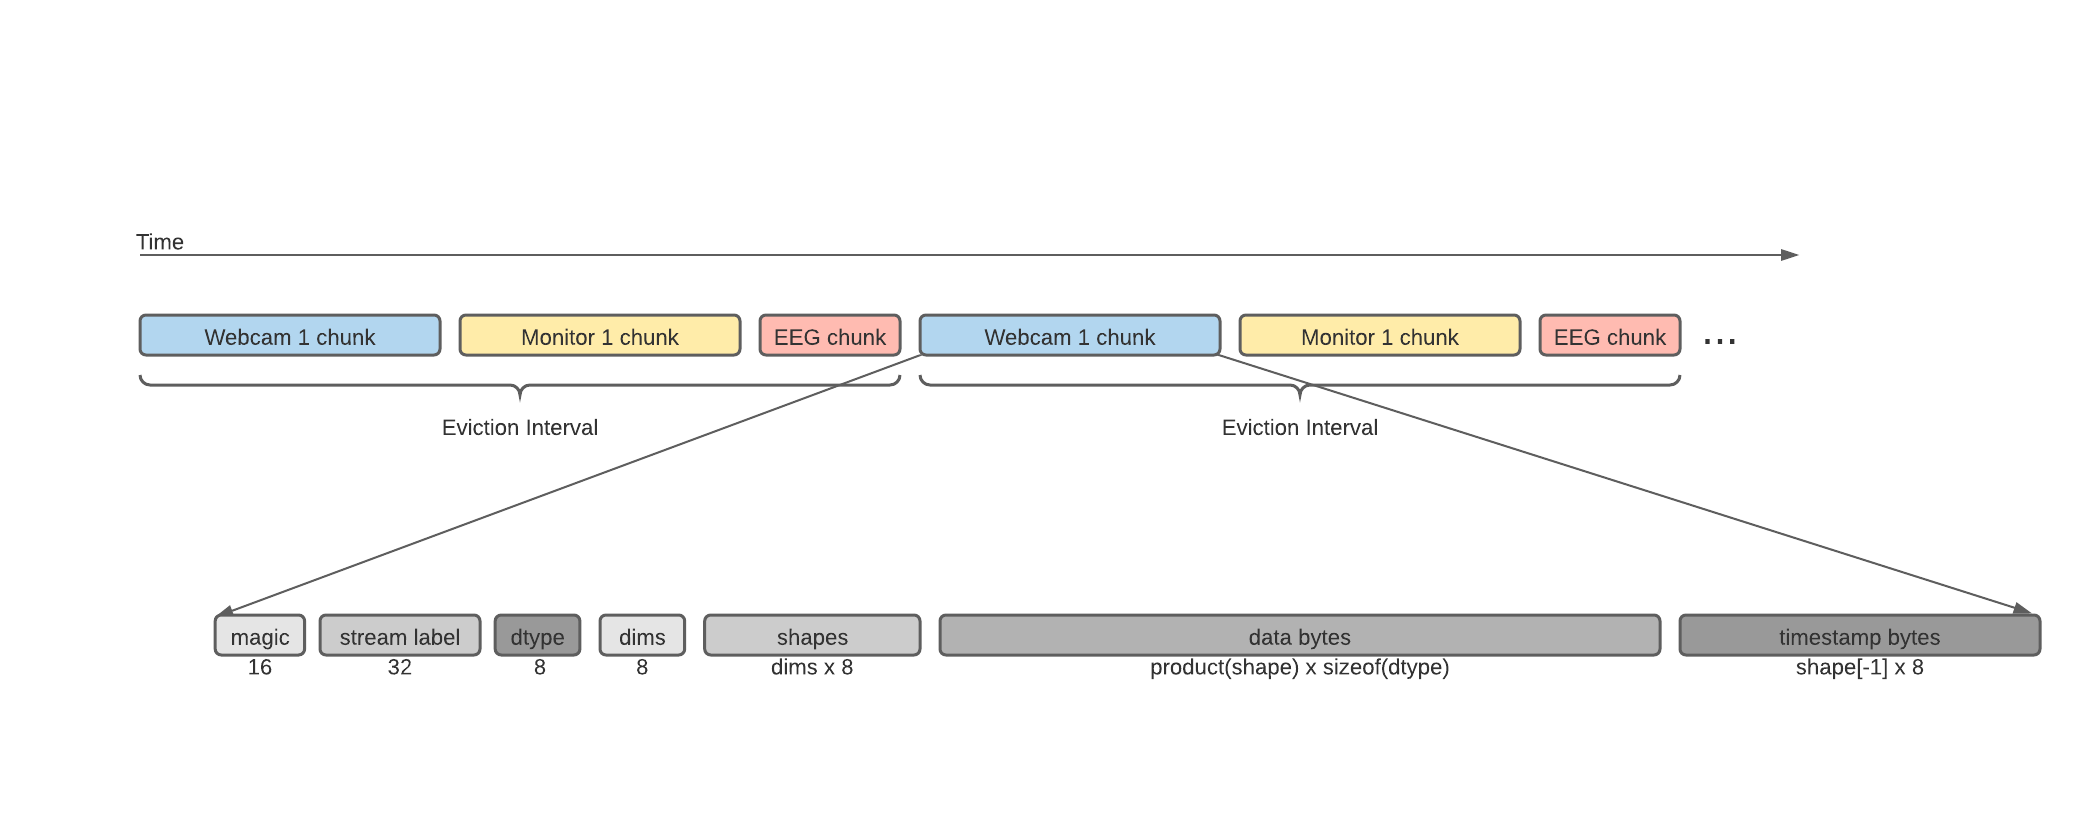 Time
Webcam 1 chunk
Monitor 1 chunk
EEG chunk
Webcam 1 chunk
Monitor 1 chunk
EEG chunk
...
Eviction Interval
Eviction Interval
magic
stream label
dtype
dims
shapes
data bytes
timestamp bytes
16
32
8
8
dims x 8
product(shape) x sizeof(dtype)
shape[-1] x 8